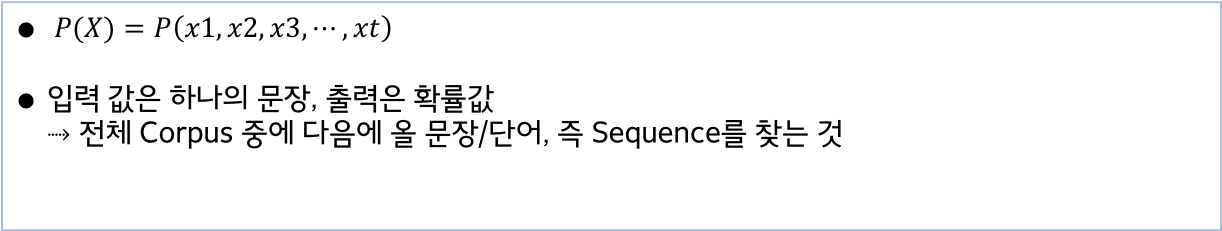 ● P(X) = P(x1, x2, x3, ⋯ , xt)
● 입력 값은 하나의 문장, 출력은 확률값
⤑ 전체 Corpus 중에 다음에 올 문장/단어, 즉 Sequence를 찾는 것